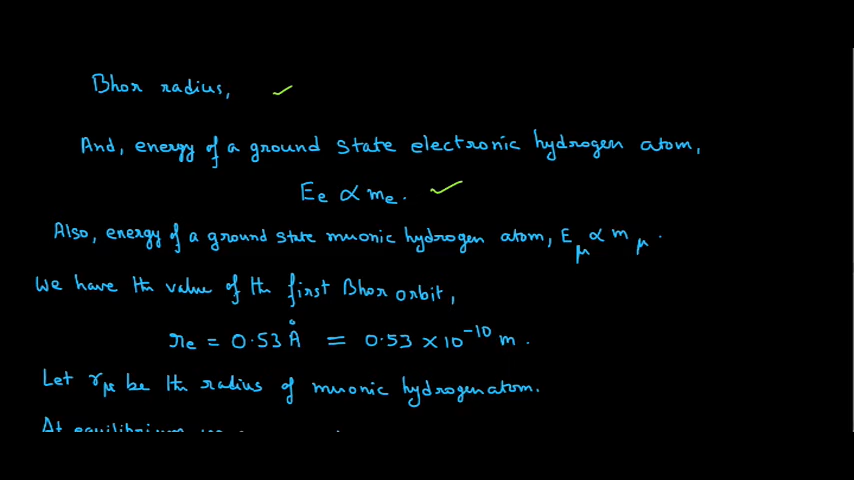 Bhor radius,
And, energy of a ground state electronic hydrogen atom,
Ee ∝ me.
Also, energy of a ground state muonic hydrogen atom, Eμ ∝ mμ.
We have the value of the first Bhor orbit,
re = 0.53 Å = 0.53 × 10⁻¹⁰ m.
Let rμ be the radius of muonic hydrogen atom.
At equilibrium